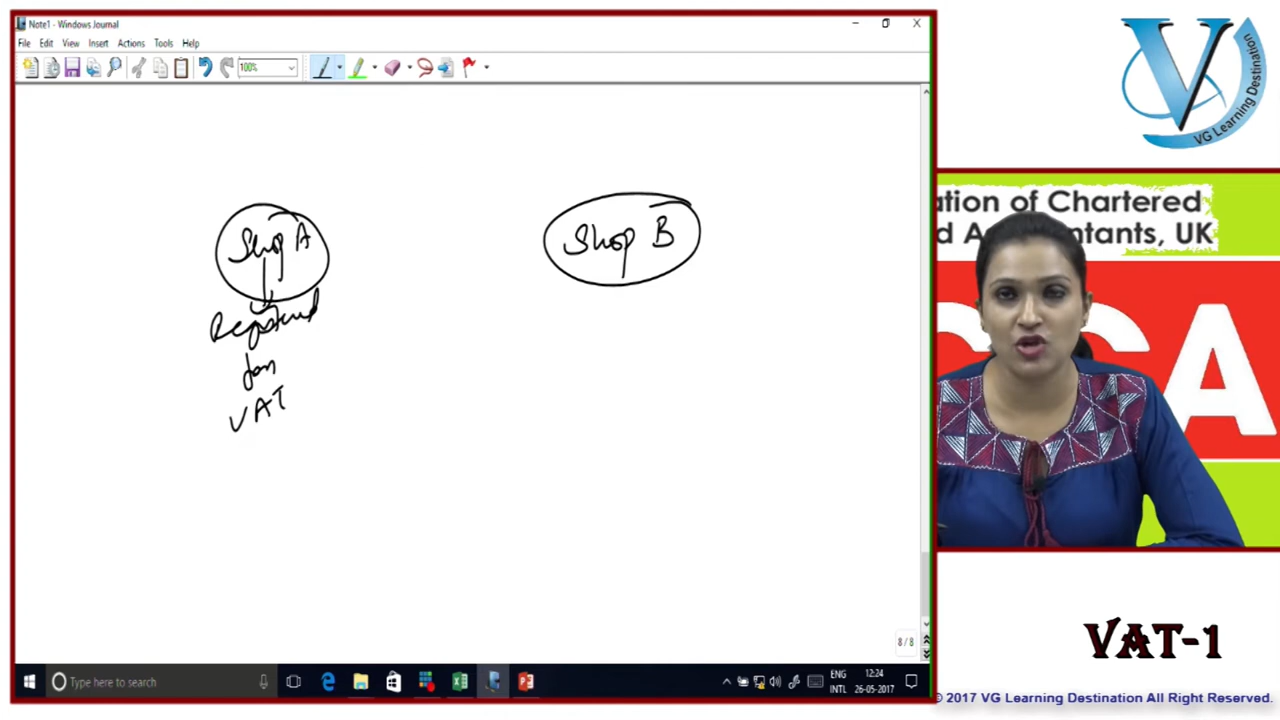 Note1 - Windows Journal
File Edit View Insert Actions Tools Help
100%
Shop A
Registered
for
VAT
Shop B
8 / 8
Type here to search
ENG
INTL
12:24
26-05-2017
V
VG Learning Destination
ation of Chartered
d Accountants, UK
CCA
VAT-1
© 2017 VG Learning Destination All Right Reserved.